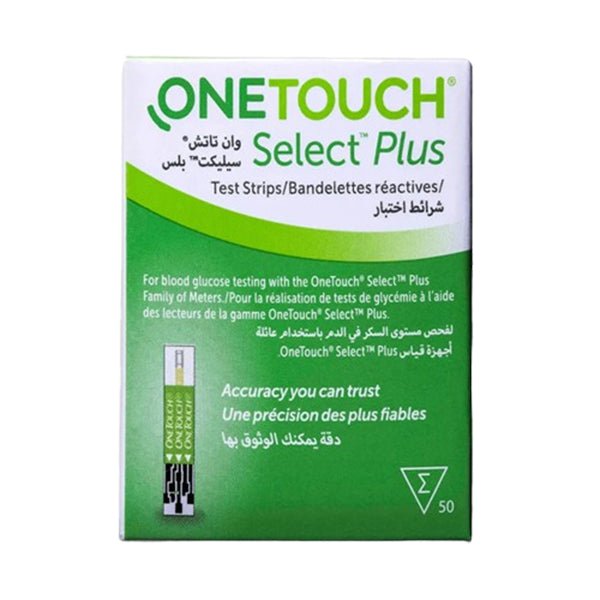 ONETOUCH®
وان تاتش®
سيليكت™ بلس
Select™ Plus
Test Strips/Bandelettes réactives/
شرائط اختبار
For blood glucose testing with the OneTouch® Select™ Plus
Family of Meters./Pour la réalisation de tests de glycémie à l'aide
des lecteurs de la gamme OneTouch® Select™ Plus.
لفحص مستوى السكر في الدم باستخدام عائلة
أجهزة قياس OneTouch® Select™ Plus.
Accuracy you can trust
Une précision des plus fiables
دقة يمكنك الوثوق بها
ONETOUCH®
ONETOUCH®
ONETOUCH®
Σ
50